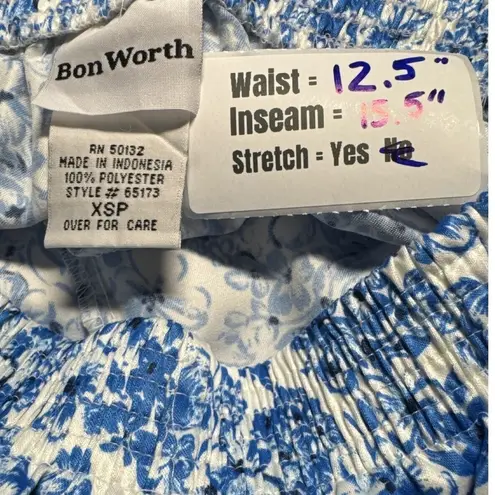 Bon Worth
RN 50132
MADE IN INDONESIA
100% POLYESTER
STYLE # 65173
XSP
OVER FOR CARE
Waist = 12.5"
Inseam = 15.5"
Stretch = Yes No